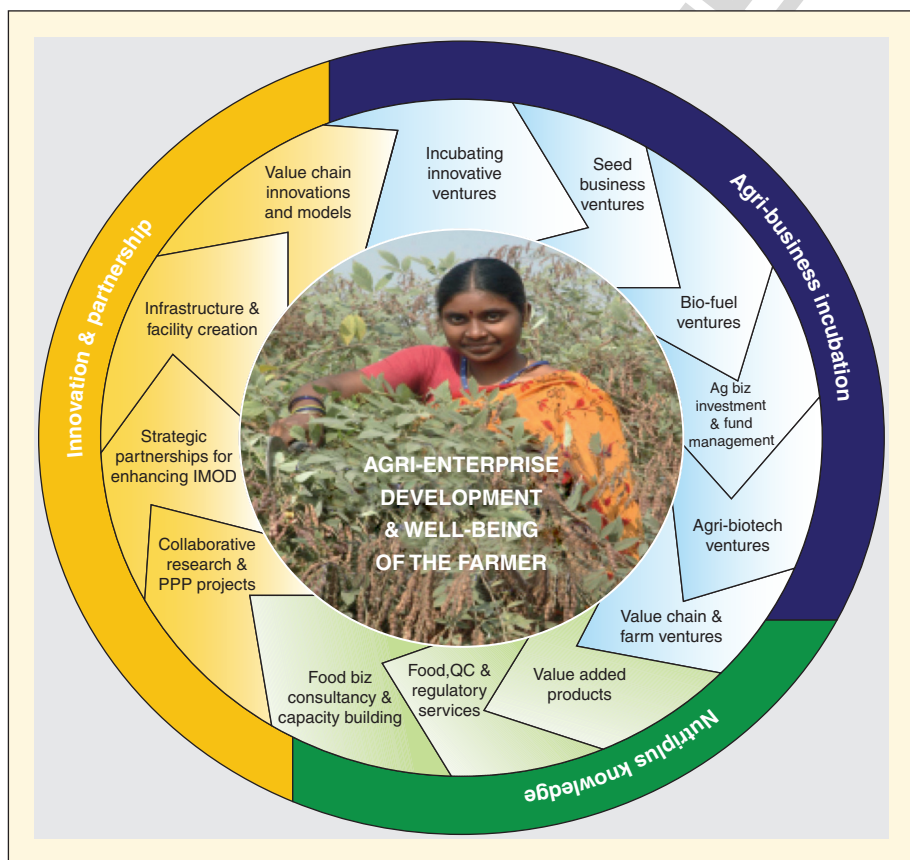 Innovation & partnership
Agri-business incubation
Nutriplus knowledge
Incubating
innovative
ventures
Seed
business
ventures
Bio-fuel
ventures
Ag biz
investment
& fund
management
Agri-biotech
ventures
Value chain &
farm ventures
Value added
products
Food,QC &
regulatory
services
Food biz
consultancy &
capacity building
Collaborative
research &
PPP projects
Strategic
partnerships for
enhancing IMOD
Infrastructure &
facility creation
Value chain
innovations
and models
AGRI-ENTERPRISE
DEVELOPMENT
& WELL-BEING
OF THE FARMER